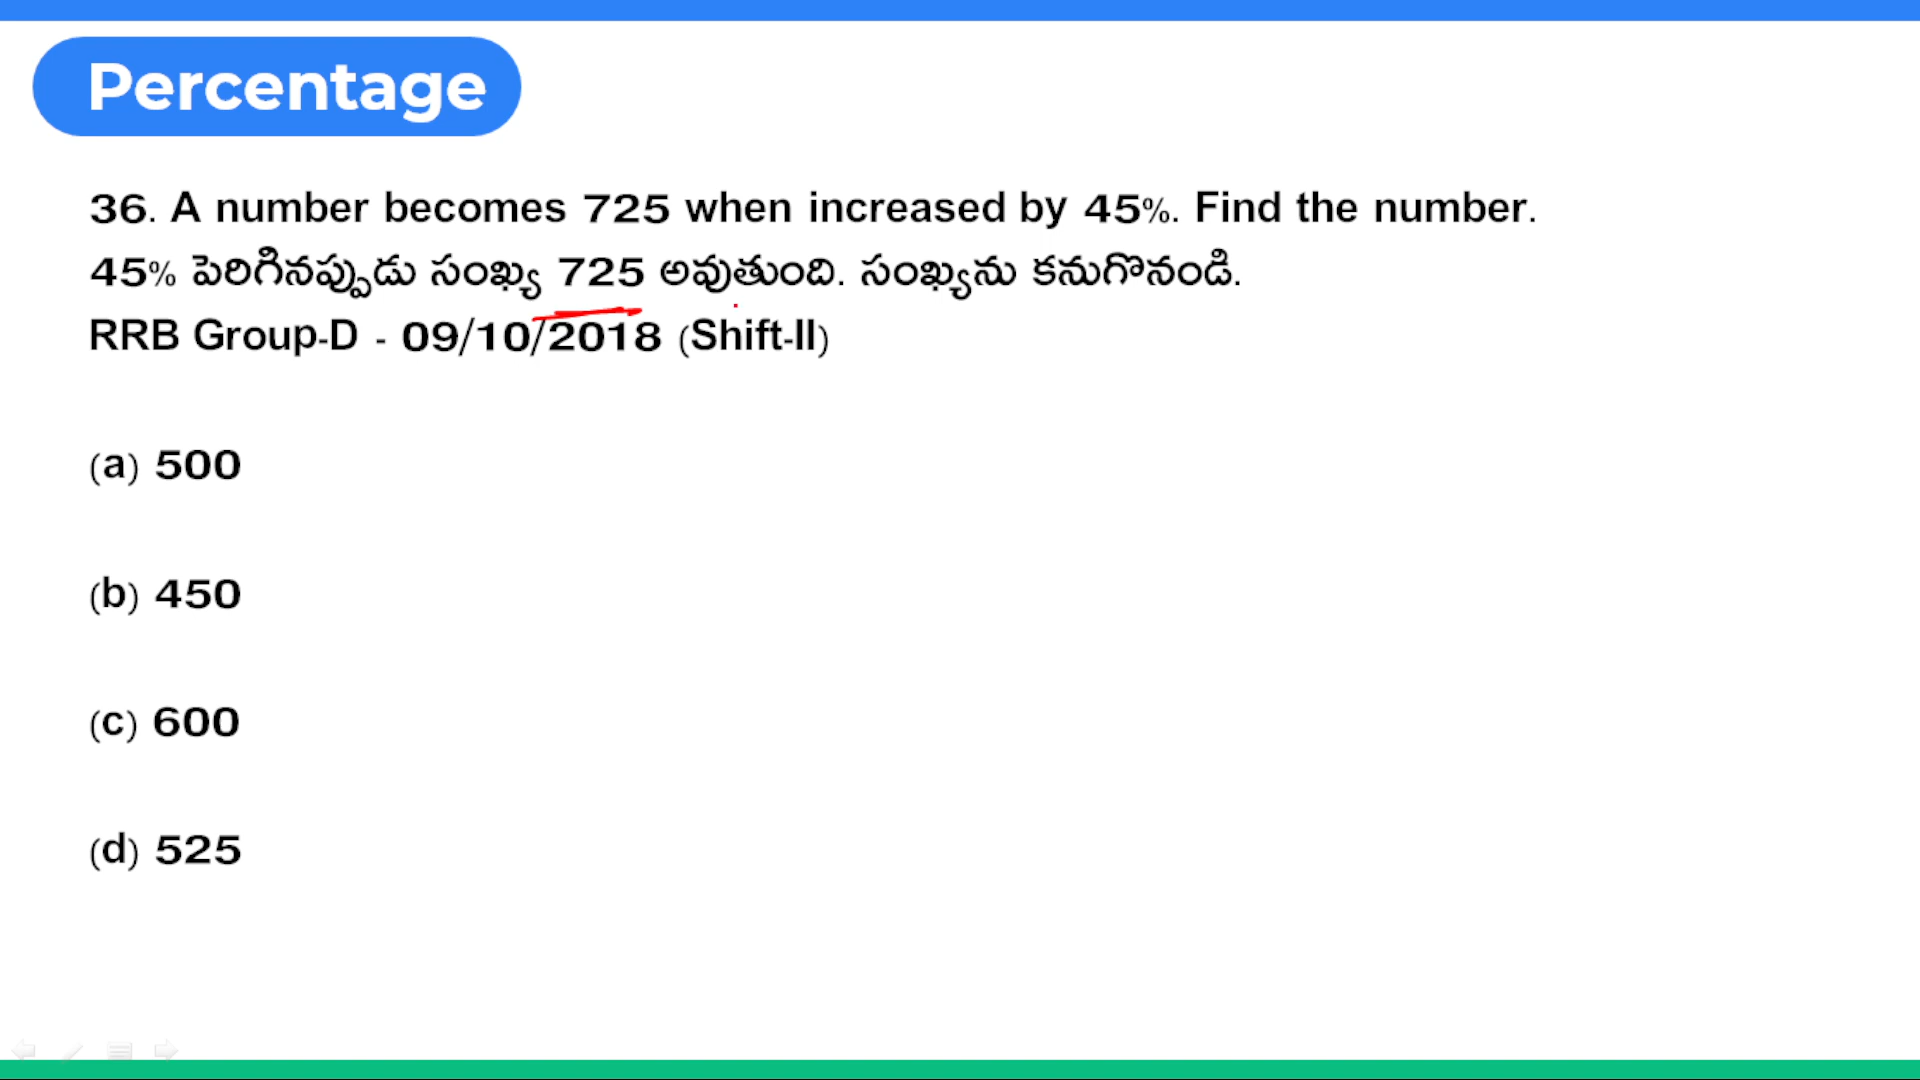 Percentage
36. A number becomes 725 when increased by 45%. Find the number.
45% పెరిగినప్పుడు సంఖ్య 725 అవుతుంది. సంఖ్యను కనుగొనండి.
RRB Group-D - 09/10/2018 (Shift-II)
(a) 500
(b) 450
(c) 600
(d) 525